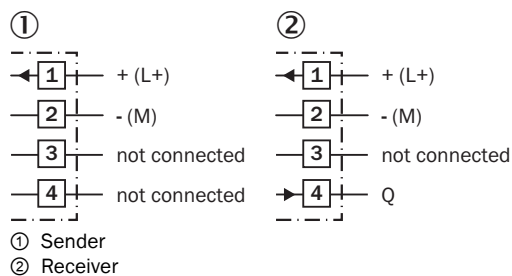 ① ②
1 + (L+) 1 + (L+)
2 - (M) 2 - (M)
3 not connected 3 not connected
4 not connected 4 Q
① Sender
② Receiver